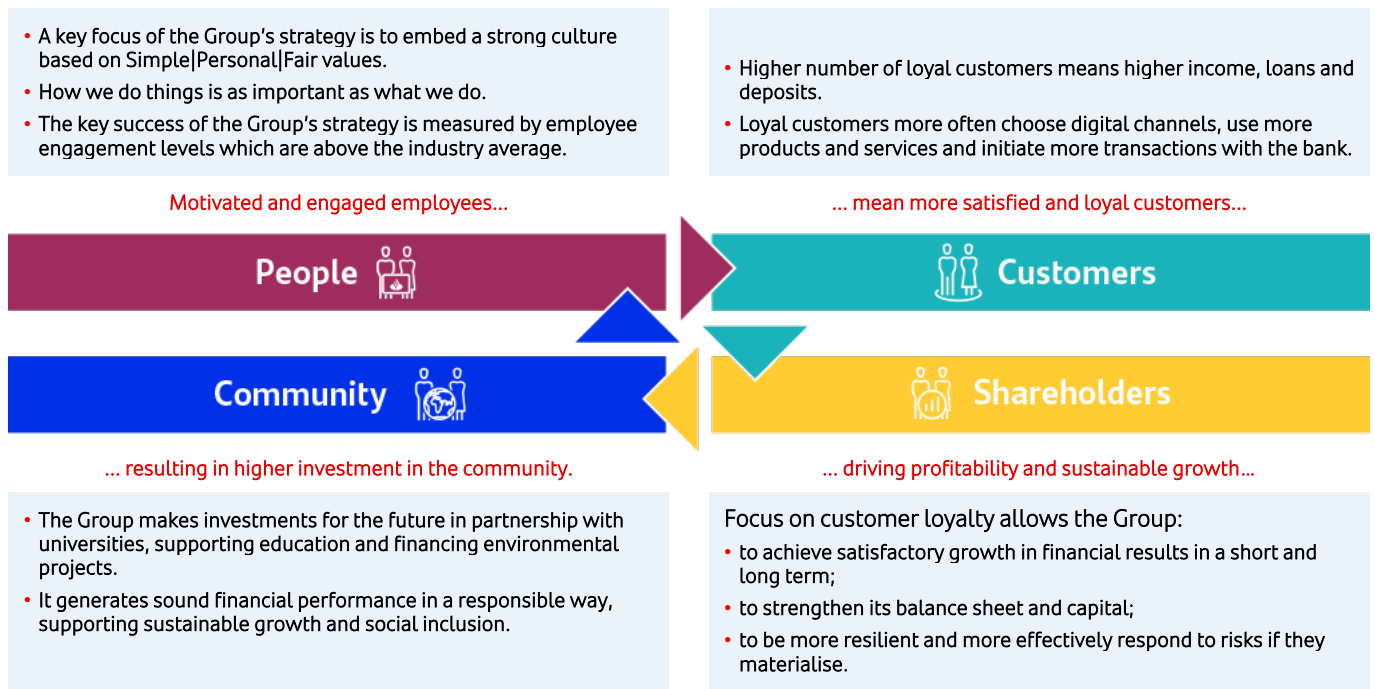 • A key focus of the Group's strategy is to embed a strong culture
based on Simple|Personal|Fair values.
• How we do things is as important as what we do.
• The key success of the Group's strategy is measured by employee
engagement levels which are above the industry average.
• Higher number of loyal customers means higher income, loans and
deposits.
• Loyal customers more often choose digital channels, use more
products and services and initiate more transactions with the bank.
Motivated and engaged employees...
... mean more satisfied and loyal customers...
People
Customers
Community
Shareholders
... resulting in higher investment in the community.
... driving profitability and sustainable growth...
• The Group makes investments for the future in partnership with
universities, supporting education and financing environmental
projects.
• It generates sound financial performance in a responsible way,
supporting sustainable growth and social inclusion.
Focus on customer loyalty allows the Group:
• to achieve satisfactory growth in financial results in a short and
long term;
• to strengthen its balance sheet and capital;
• to be more resilient and more effectively respond to risks if they
materialise.